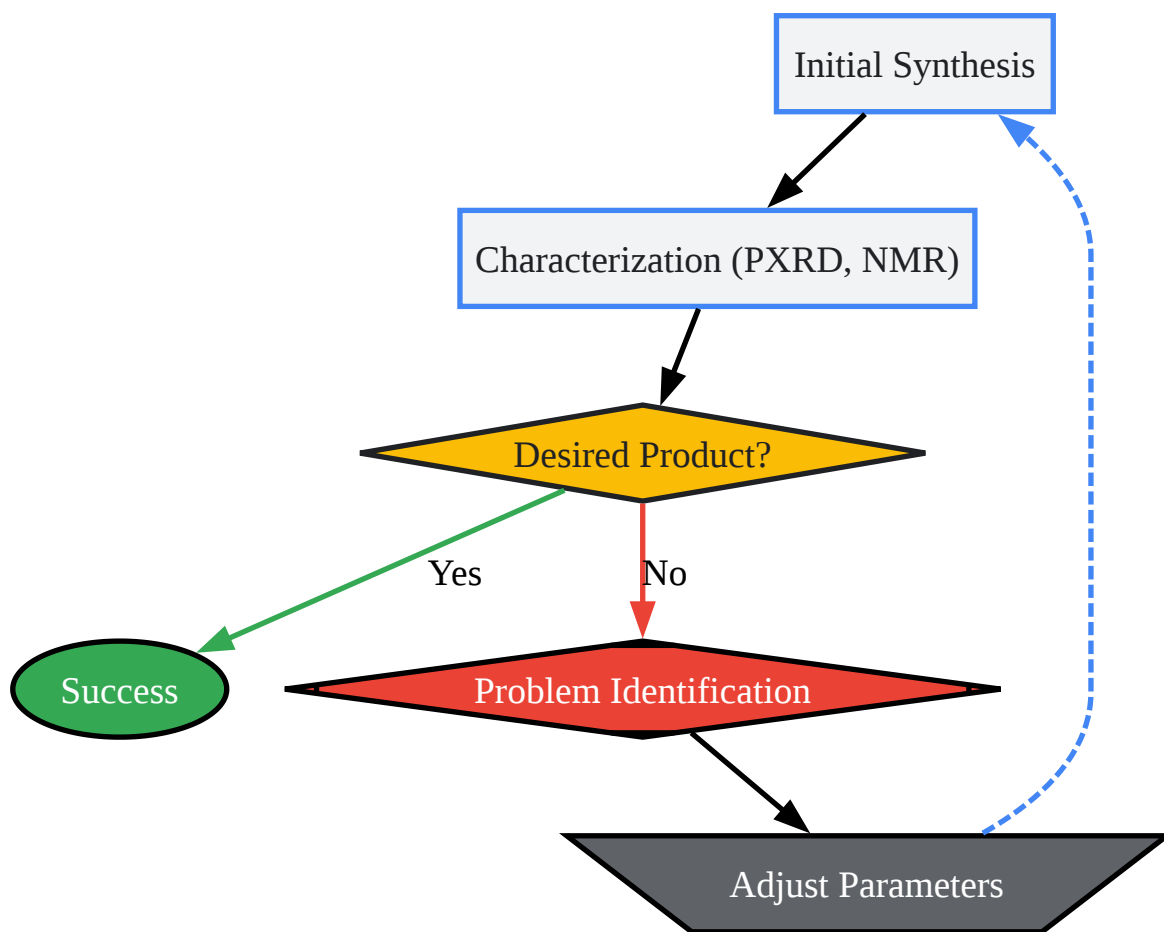 Initial Synthesis
Characterization (PXRD, NMR)
Desired Product?
Yes
No
Success
Problem Identification
Adjust Parameters